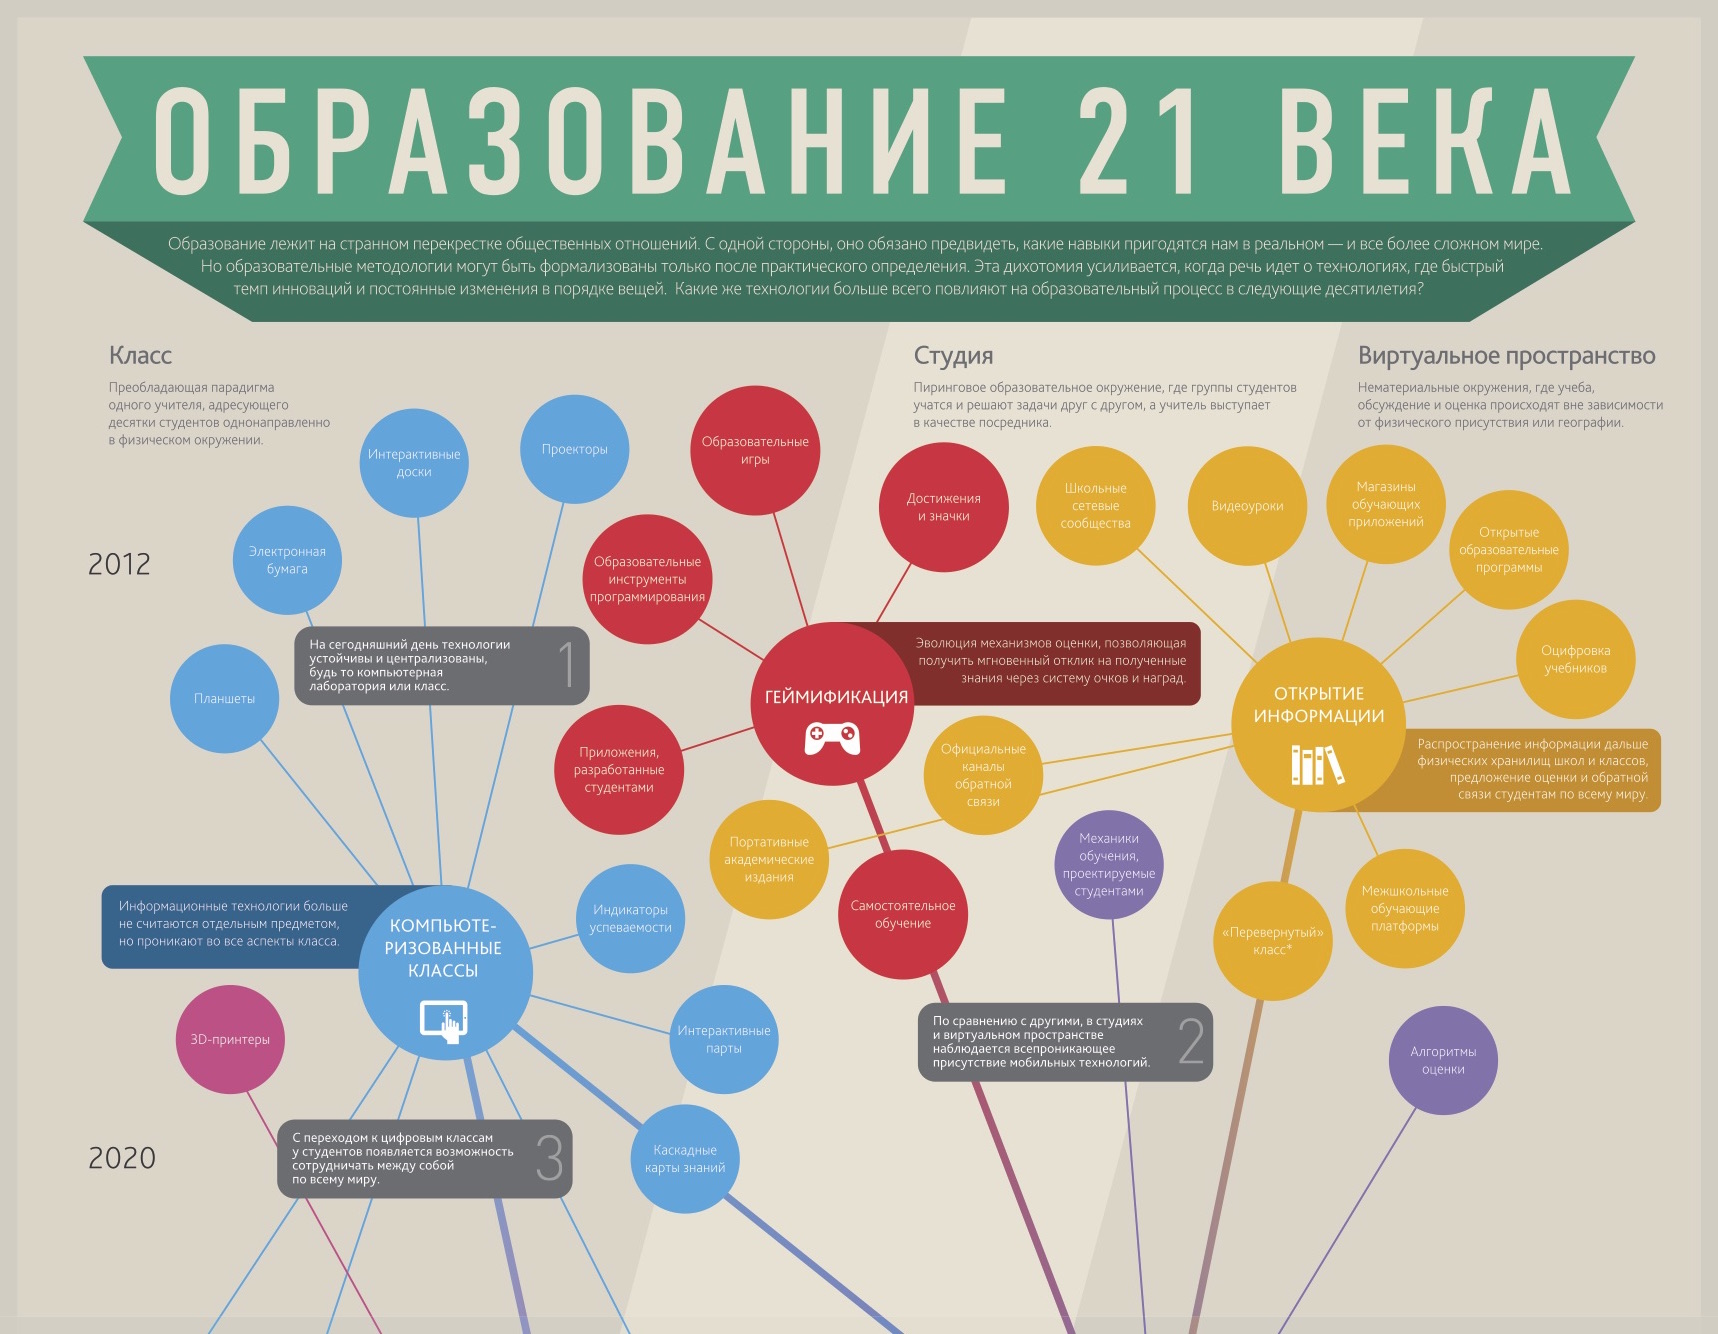 ОБРАЗОВАНИЕ 21 ВЕКА
Образование лежит на странном перекрестке общественных отношений. С одной стороны, оно обязано предвидеть, какие навыки пригодятся нам в реальном — и все более сложном мире.
Но образовательные методологии могут быть формализованы только после практического определения. Эта дихотомия усиливается, когда речь идет о технологиях, где быстрый
темп инноваций и постоянные изменения в порядке вещей. Какие же технологии больше всего повлияют на образовательный процесс в следующие десятилетия?
Класс
Преобладающая парадигма
одного учителя, адресующего
десятки студентов однонаправленно
в физическом окружении.
Студия
Пиринговое образовательное окружение, где группы студентов
учатся и решают задачи друг с другом, а учитель выступает
в качестве посредника.
Виртуальное пространство
Нематериальные окружения, где учеба,
обсуждение и оценка происходят вне зависимости
от физического присутствия или географии.
Интерактивные
доски
Проекторы
Образовательные
игры
Достижения
и значки
Школьные
сетевые
сообщества
Видеоуроки
Магазины
обучающих
приложений
Открытые
образовательные
программы
2012
Электронная
бумага
Образовательные
инструменты
программирования
На сегодняшний день технологии
устойчивы и централизованы,
будь то компьютерная
лаборатория или класс.
1
Эволюция механизмов оценки, позволяющая
получить мгновенный отклик на полученные
знания через систему очков и наград.
Оцифровка
учебников
Планшеты
ГЕЙМИФИКАЦИЯ
ОТКРЫТИЕ
ИНФОРМАЦИИ
Приложения,
разработанные
студентами
Официальные
каналы
обратной
связи
Распространение информации дальше
физических хранилищ школ и классов,
предложение оценки и обратной
связи студентам по всему миру.
Портативные
академические
издания
Механики
обучения,
проектируемые
студентами
Информационные технологии больше
не считаются отдельным предметом,
но проникают во все аспекты класса.
КОМПЬЮТЕ-
РИЗОВАННЫЕ
КЛАССЫ
Индикаторы
успеваемости
Самостоятельное
обучение
«Перевернутый»
класс*
Межшкольные
обучающие
платформы
3D-принтеры
Интерактивные
парты
По сравнению с другими, в студиях
и виртуальном пространстве
наблюдается всепроникающее
присутствие мобильных технологий.
2
Алгоритмы
оценки
2020
С переходом к цифровым классам
у студентов появляется возможность
сотрудничать между собой
по всему миру.
3
Каскадные
карты знаний